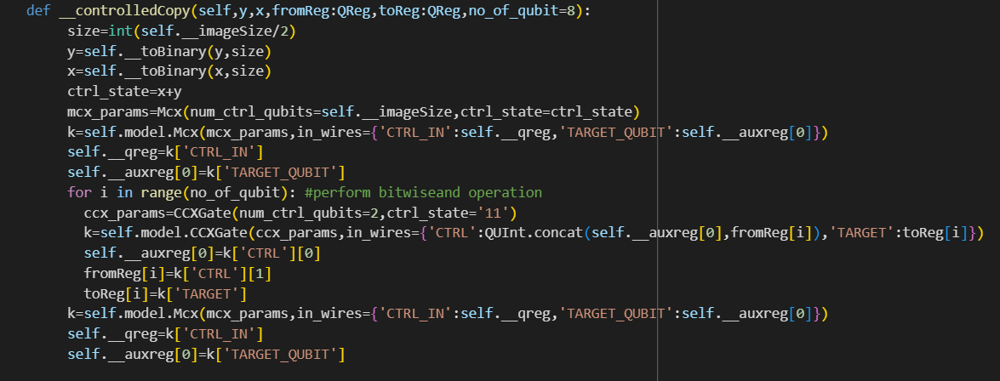 def __controlledCopy(self,y,x,fromReg:QReg,toReg:QReg,no_of_qubit=8):
size=int(self.__imageSize/2)
y=self.__toBinary(y,size)
x=self.__toBinary(x,size)
ctrl_state=x+y
mcx_params=Mcx(num_ctrl_qubits=self.__imageSize,ctrl_state=ctrl_state)
k=self.model.Mcx(mcx_params,in_wires={'CTRL_IN':self.__qreg,'TARGET_QUBIT':self.__auxreg[0]})
self.__qreg=k['CTRL_IN']
self.__auxreg[0]=k['TARGET_QUBIT']
for i in range(no_of_qubit): #perform bitwiseand operation
ccx_params=CCXGate(num_ctrl_qubits=2,ctrl_state='11')
k=self.model.CCXGate(ccx_params,in_wires={'CTRL':QUInt.concat(self.__auxreg[0],fromReg[i]),'TARGET':toReg[i]})
self.__auxreg[0]=k['CTRL'][0]
fromReg[i]=k['CTRL'][1]
toReg[i]=k['TARGET']
k=self.model.Mcx(mcx_params,in_wires={'CTRL_IN':self.__qreg,'TARGET_QUBIT':self.__auxreg[0]})
self.__qreg=k['CTRL_IN']
self.__auxreg[0]=k['TARGET_QUBIT']